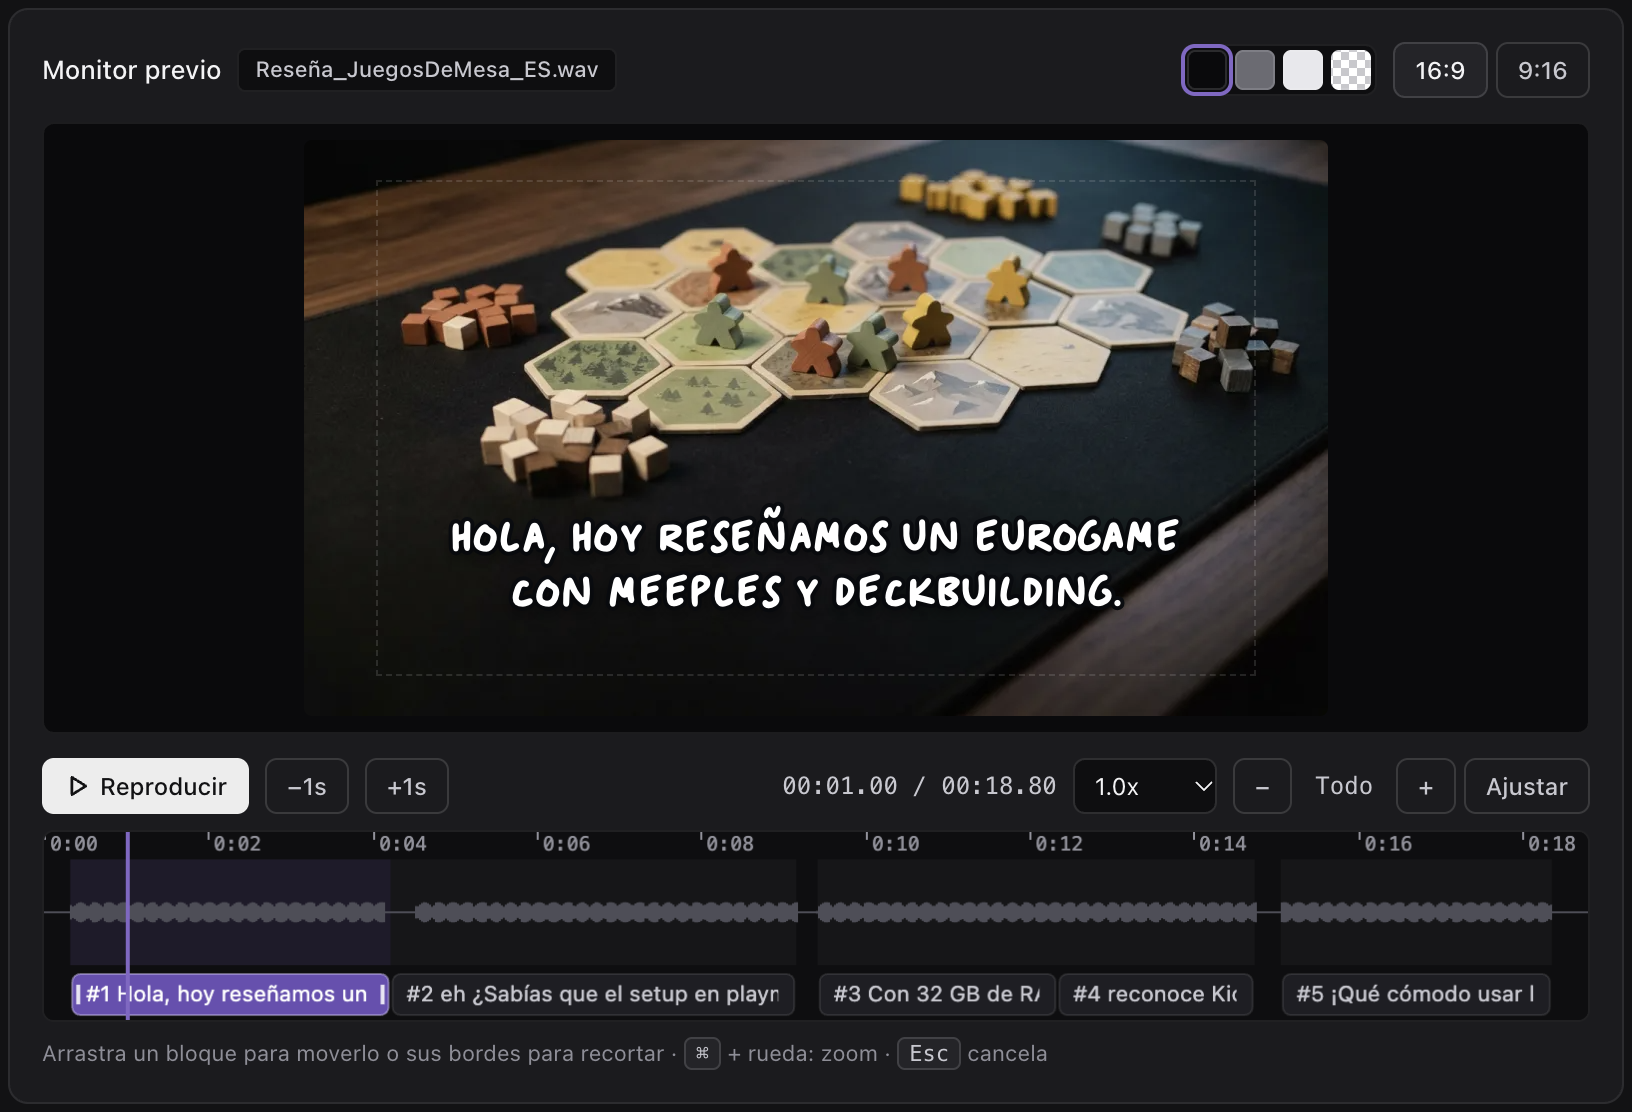 Monitor previo
Reseña_JuegosDeMesa_ES.wav
16:9
9:16
HOLA, HOY RESEÑAMOS UN EUROGAME
CON MEEPLES Y DECKBUILDING.
Reproducir
−1s
+1s
00:01.00 / 00:18.80
1.0x
−
Todo
+
Ajustar
0:00 0:02 0:04 0:06 0:08 0:10 0:12 0:14 0:16 0:18
#1 Hola, hoy reseñamos un
#2 eh ¿Sabías que el setup en
#3 Con 32 GB de
#4 reconoce
#5 ¡Qué cómodo usar
Arrastra un bloque para moverlo o sus bordes para recortar · ⌘ + rueda: zoom · Esc cancela